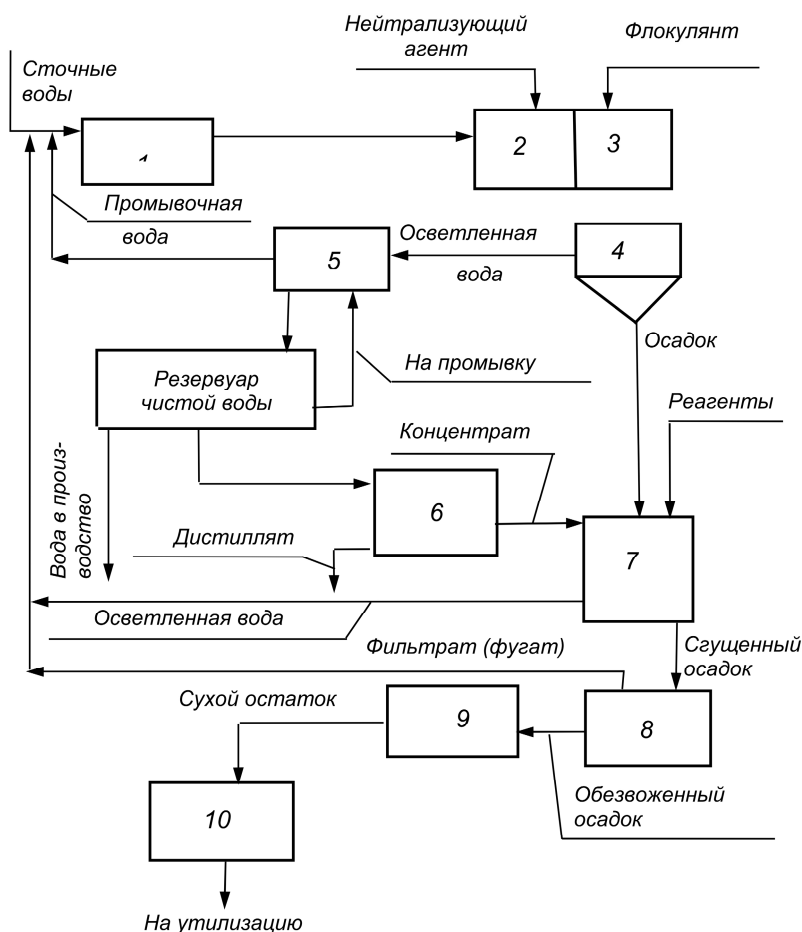 Нейтрализующий
агент
Флокулянт
Сточные
воды
1
2
3
Промывочная
вода
5
Осветленная
вода
4
Осадок
Резервуар
чистой воды
На промывку
Реагенты
Концентрат
Вода в произ-
водство
6
Дистиллят
7
Осветленная вода
Сгущенный
осадок
Фильтрат (фугат)
Сухой остаток
9
8
Обезвоженный
осадок
10
На утилизацию